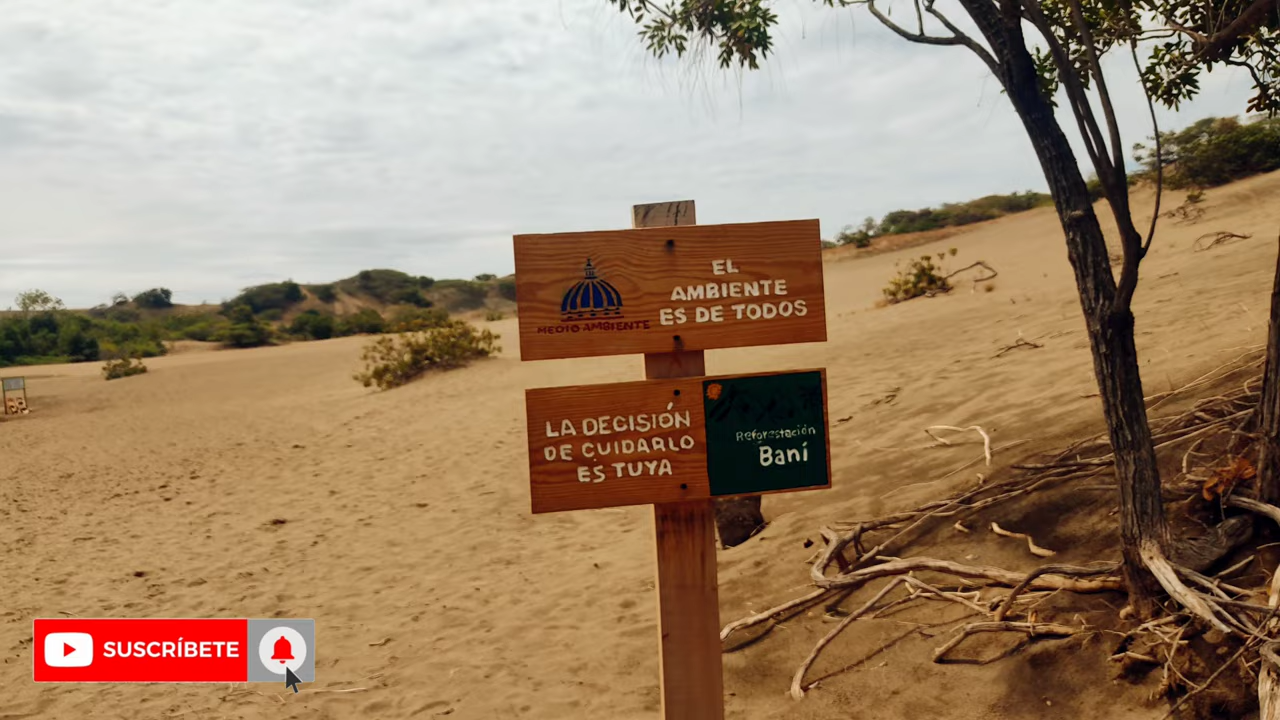 EL
AMBIENTE
ES DE TODOS
MEDIO AMBIENTE
LA DECISIÓN
DE CUIDARLO
ES TUYA
Reforestación
Baní
SUSCRÍBETE